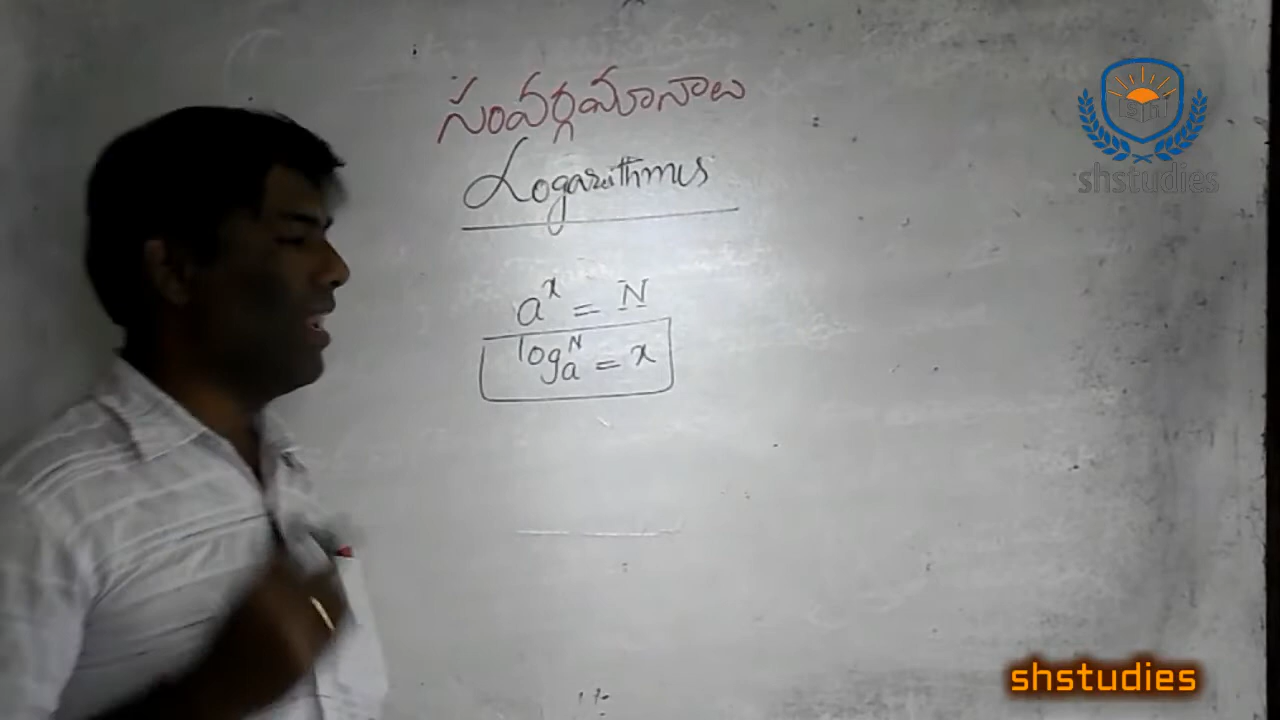 సంవర్గమానాలు
Logarithms
a^x = N
log_a^N = x
shstudies
shstudies